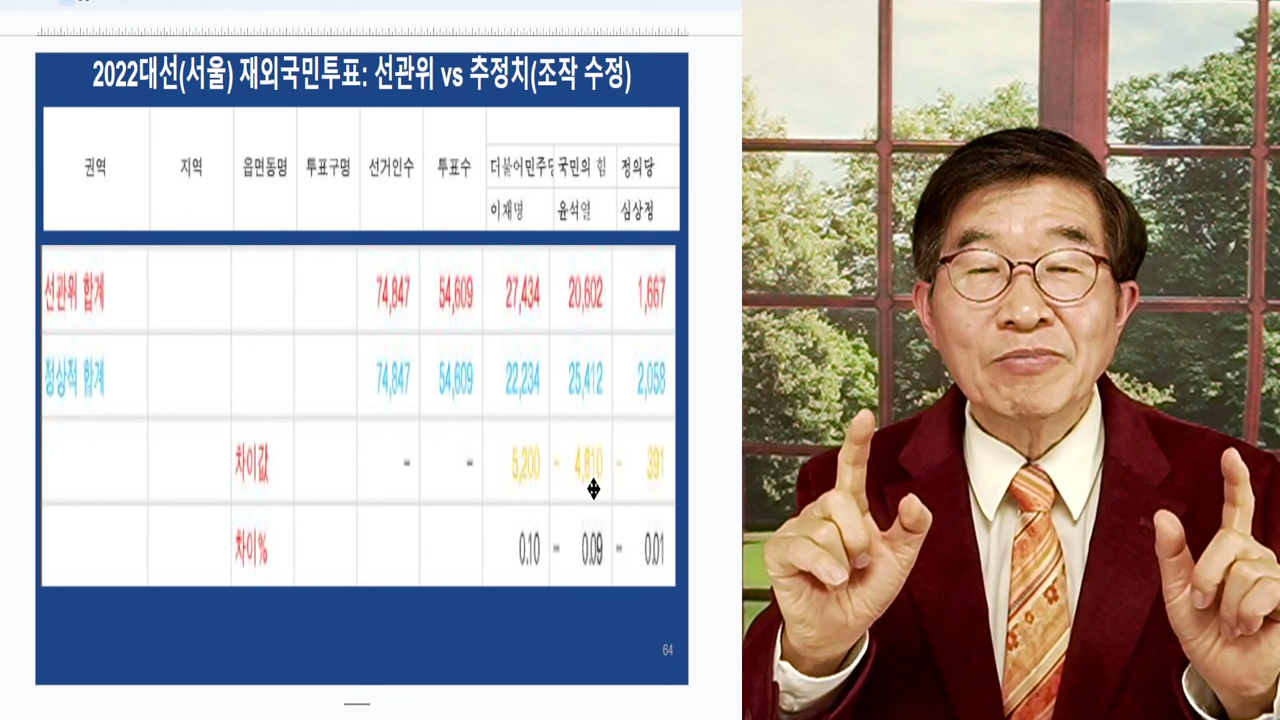 2022대선(서울) 재외국민투표: 선관위 vs 추정치(조작 수정)
권역 지역 읍면동명 투표구명 선거인수 투표수 더불어민주당 국민의 힘 정의당
이재명 윤석열 심상정
선관위 합계 74,847 54,609 27,434 20,602 1,667
정상적 합계 74,847 54,609 22,234 25,412 2,058
차이값 - - 5,200 - 4,810 - 391
차이% 0.10 - 0.09 - 0.01
64